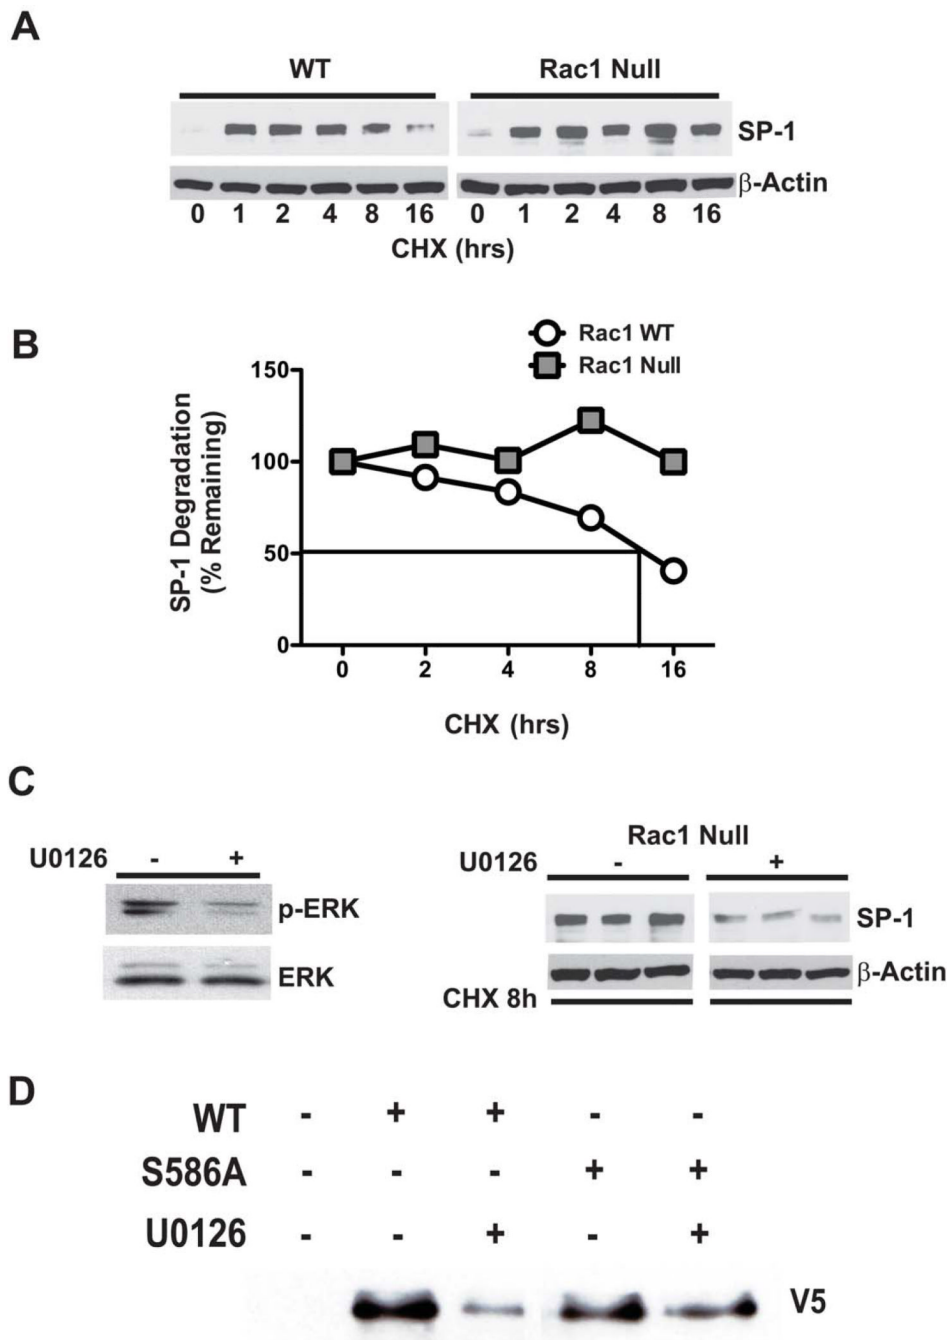 A
WT Rac1 Null
SP-1
β-Actin
0 1 2 4 8 16 0 1 2 4 8 16
CHX (hrs)
B
Rac1 WT
Rac1 Null
SP-1 Degradation
(% Remaining)
150
100
50
0
0 2 4 8 16
CHX (hrs)
C
U0126 - +
p-ERK
ERK
Rac1 Null
U0126 - +
SP-1
β-Actin
CHX 8h
D
WT - + + - -
S586A - - - + +
U0126 - - + - +
V5